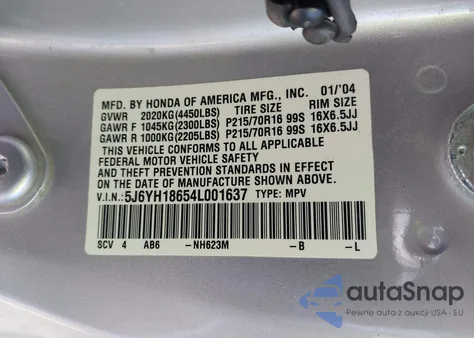 MFD. BY HONDA OF AMERICA MFG., INC. 01/'04
GVWR 2020KG(4450LBS) TIRE SIZE RIM SIZE
GAWR F 1045KG(2300LBS) P215/70R16 99S 16X6.5JJ
GAWR R 1000KG(2205LBS) P215/70R16 99S 16X6.5JJ
THIS VEHICLE CONFORMS TO ALL APPLICABLE
FEDERAL MOTOR VEHICLE SAFETY
AND THEFT PREVENTION STANDARDS IN EFFECT ON
THE DATE OF MANUFACTURE SHOWN ABOVE.
V.I.N.:5J6YH18654L001637 TYPE: MPV
SCV 4 AB6 -NH623M -B -L
autoSnap
Pewne auta z aukcji USA · EU